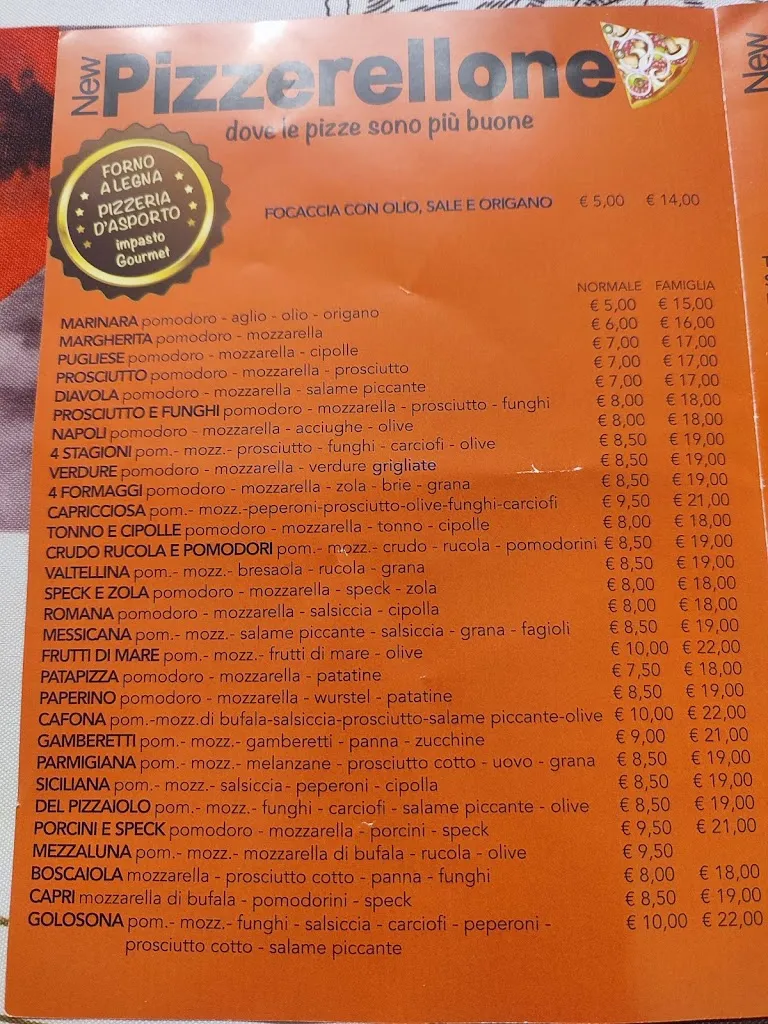 New Pizzerellone
dove le pizze sono più buone
FORNO
A LEGNA
PIZZERIA
D'ASPORTO
impasto
Gourmet
FOCACCIA CON OLIO, SALE E ORIGANO € 5,00 € 14,00
NORMALE FAMIGLIA
MARINARA pomodoro - aglio - olio - origano € 5,00 € 15,00
MARGHERITA pomodoro - mozzarella € 6,00 € 16,00
PUGLIESE pomodoro - mozzarella - cipolle € 7,00 € 17,00
PROSCIUTTO pomodoro - mozzarella - prosciutto € 7,00 € 17,00
DIAVOLA pomodoro - mozzarella - salame piccante € 7,00 € 17,00
PROSCIUTTO E FUNGHI pomodoro - mozzarella - prosciutto - funghi € 8,00 € 18,00
NAPOLI pomodoro - mozzarella - acciughe - olive € 8,00 € 18,00
4 STAGIONI pom.- mozz.- prosciutto - funghi - carciofi - olive € 8,50 € 19,00
VERDURE pomodoro - mozzarella - verdure grigliate € 8,50 € 19,00
4 FORMAGGI pomodoro - mozzarella - zola - brie - grana € 8,50 € 19,00
CAPRICCIOSA pom.- mozz.-peperoni-prosciutto-olive-funghi-carciofi € 9,50 € 21,00
TONNO E CIPOLLE pomodoro - mozzarella - tonno - cipolle € 8,00 € 18,00
CRUDO RUCOLA E POMODORI pom.- mozz.- crudo - rucola - pomodorini € 8,50 € 19,00
VALTELLINA pom.- mozz.- bresaola - rucola - grana € 8,50 € 19,00
SPECK E ZOLA pomodoro - mozzarella - speck - zola € 8,00 € 18,00
ROMANA pomodoro - mozzarella - salsiccia - cipolla € 8,00 € 18,00
MESSICANA pom.- mozz.- salame piccante - salsiccia - grana - fagioli € 8,50 € 19,00
FRUTTI DI MARE pom.- mozz.- frutti di mare - olive € 10,00 € 22,00
PATAPIZZA pomodoro - mozzarella - patatine € 7,50 € 18,00
PAPERINO pomodoro - mozzarella - wurstel - patatine € 8,50 € 19,00
CAFONA pom.-mozz.di bufala-salsiccia-prosciutto-salame piccante-olive € 10,00 € 22,00
GAMBERETTI pom.- mozz.- gamberetti - panna - zucchine € 9,00 € 21,00
PARMIGIANA pom.- mozz.- melanzane - prosciutto cotto - uovo - grana € 8,50 € 19,00
SICILIANA pom.- mozz.- salsiccia - peperoni - cipolla € 8,50 € 19,00
DEL PIZZAIOLO pom.- mozz.- funghi - carciofi - salame piccante - olive € 8,50 € 19,00
PORCINI E SPECK pomodoro - mozzarella - porcini - speck € 9,50 € 21,00
MEZZALUNA pom.- mozz.- mozzarella di bufala - rucola - olive € 9,50
BOSCAIOLA mozzarella - prosciutto cotto - panna - funghi € 8,00 € 18,00
CAPRI mozzarella di bufala - pomodorini - speck € 8,50 € 19,00
GOLOSONA pom.- mozz.- funghi - salsiccia - carciofi - peperoni - € 10,00 € 22,00
prosciutto cotto - salame piccante
New